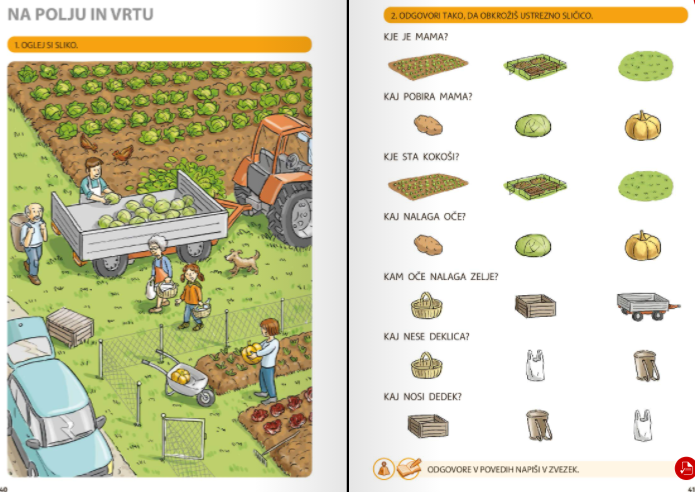 NA POLJU IN VRTU
1. OGLEJ SI SLIKO.
40
2. ODGOVORI TAKO, DA OBKROŽIŠ USTREZNO SLIČICO.
KJE JE MAMA?
KAJ POBIRA MAMA?
KJE STA KOKOŠI?
KAJ NALAGA OČE?
KAM OČE NALAGA ZELJE?
KAJ NESE DEKLICA?
KAJ NOSI DEDEK?
ODGOVORE V POVEDIH NAPIŠI V ZVEZEK.
41